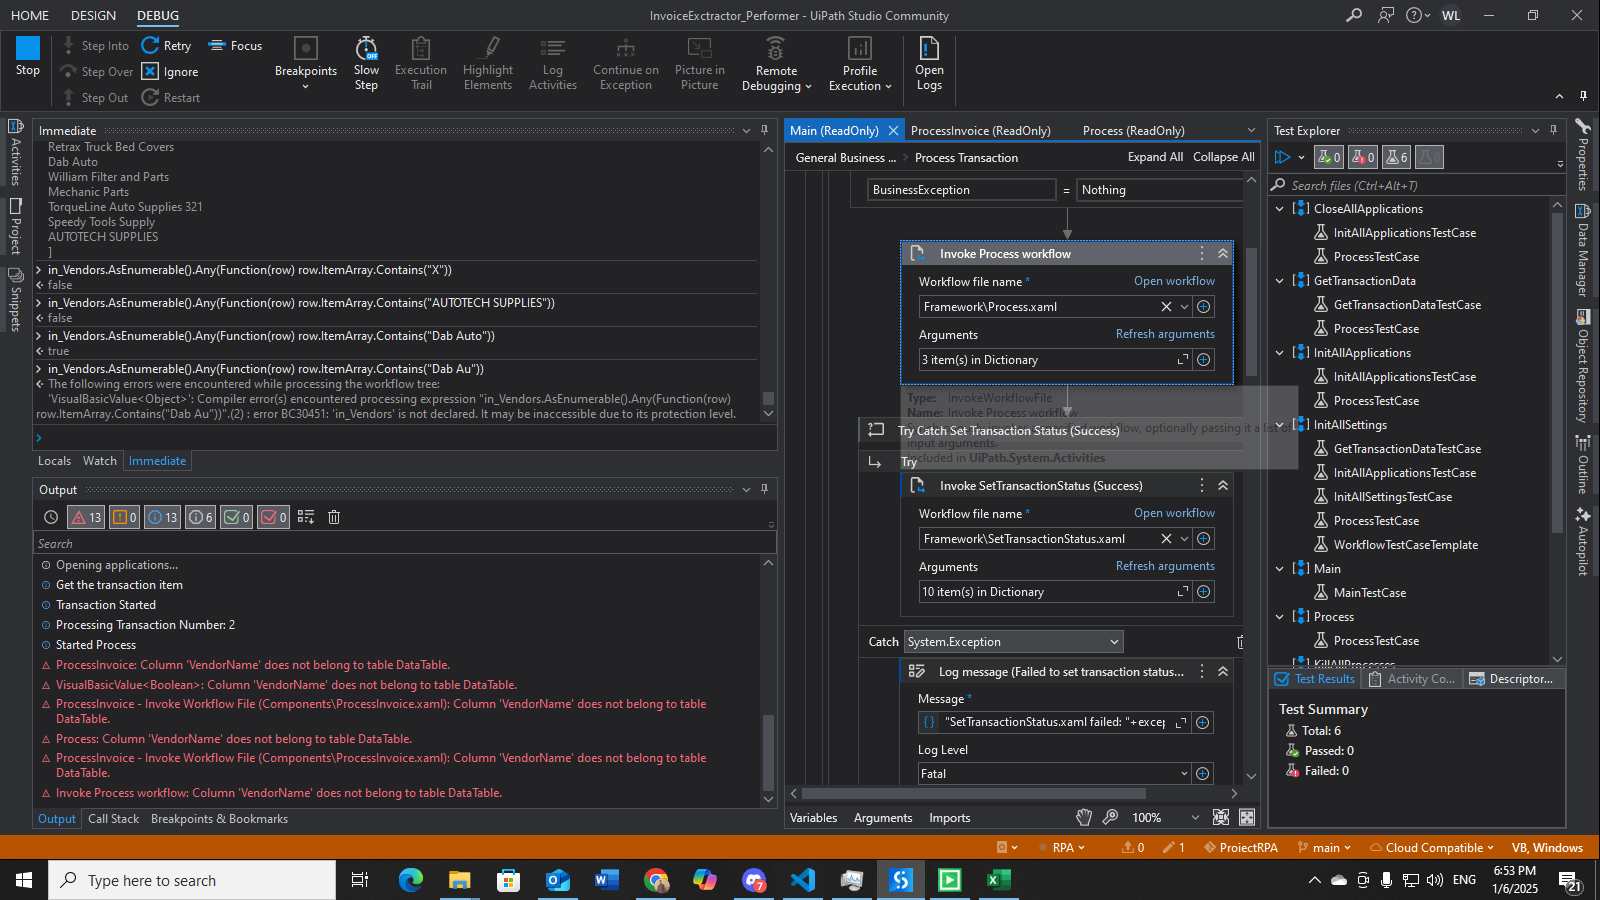 HOME DESIGN DEBUG
InvoiceExctractor_Performer - UiPath Studio Community
WL
Stop
Step Into
Step Over
Step Out
Retry
Ignore
Restart
Focus
Breakpoints
Slow Step
Execution Trail
Highlight Elements
Log Activities
Continue on Exception
Picture in Picture
Remote Debugging
Profile Execution
Open Logs
Activities
Project
Snippets
Immediate
Retrax Truck Bed Covers
Dab Auto
William Filter and Parts
Mechanic Parts
TorqueLine Auto Supplies 321
Speedy Tools Supply
AUTOTECH SUPPLIES
]
in_Vendors.AsEnumerable().Any(Function(row) row.ItemArray.Contains("X"))
false
in_Vendors.AsEnumerable().Any(Function(row) row.ItemArray.Contains("AUTOTECH SUPPLIES"))
false
in_Vendors.AsEnumerable().Any(Function(row) row.ItemArray.Contains("Dab Auto"))
true
in_Vendors.AsEnumerable().Any(Function(row) row.ItemArray.Contains("Dab Au"))
The following errors were encountered while processing the workflow tree:
'VisualBasicValue<Object>': Compiler error(s) encountered processing expression "in_Vendors.AsEnumerable().Any(Function(row)
row.ItemArray.Contains("Dab Au"))".(2) : error BC30451: 'in_Vendors' is not declared. It may be inaccessible due to its protection level.
Locals Watch Immediate
Output
13 0 13 6 0 0
Search
Opening applications...
Get the transaction item
Transaction Started
Processing Transaction Number: 2
Started Process
ProcessInvoice: Column 'VendorName' does not belong to table DataTable.
VisualBasicValue<Boolean>: Column 'VendorName' does not belong to table DataTable.
ProcessInvoice - Invoke Workflow File (Components\ProcessInvoice.xaml): Column 'VendorName' does not belong to table
DataTable.
Process: Column 'VendorName' does not belong to table DataTable.
ProcessInvoice - Invoke Workflow File (Components\ProcessInvoice.xaml): Column 'VendorName' does not belong to table
DataTable.
Invoke Process workflow: Column 'VendorName' does not belong to table DataTable.
Output Call Stack Breakpoints & Bookmarks
Main (ReadOnly) ProcessInvoice (ReadOnly) Process (ReadOnly)
General Business ... > Process Transaction Expand All Collapse All
BusinessException = Nothing
Invoke Process workflow
Workflow file name * Open workflow
Framework\Process.xaml
Arguments Refresh arguments
3 item(s) in Dictionary
Type: InvokeWorkflowFile
Name: Invoke Process workflow
workflow, optionally passing it a list of
input arguments.
Included in UiPath.System.Activities
Try Catch Set Transaction Status (Success)
Try
Invoke SetTransactionStatus (Success)
Workflow file name * Open workflow
Framework\SetTransactionStatus.xaml
Arguments Refresh arguments
10 item(s) in Dictionary
Catch System.Exception
Log message (Failed to set transaction status...
Message *
"SetTransactionStatus.xaml failed: "+excep
Log Level
Fatal
Variables Arguments Imports 100%
Test Explorer
0 0 6 0
Search files (Ctrl+Alt+T)
CloseAllApplications
InitAllApplicationsTestCase
ProcessTestCase
GetTransactionData
GetTransactionDataTestCase
ProcessTestCase
InitAllApplications
InitAllApplicationsTestCase
ProcessTestCase
InitAllSettings
GetTransactionDataTestCase
InitAllApplicationsTestCase
InitAllSettingsTestCase
ProcessTestCase
WorkflowTestCaseTemplate
Main
MainTestCase
Process
ProcessTestCase
KillAllProcesses
Test Results Activity Co... Descriptor...
Test Summary
Total: 6
Passed: 0
Failed: 0
Properties
Data Manager
Object Repository
Outline
Autopilot
RPA 0 1 ProjectRPA main Cloud Compatible VB, Windows
Type here to search
7
ENG
6:53 PM
1/6/2025
21